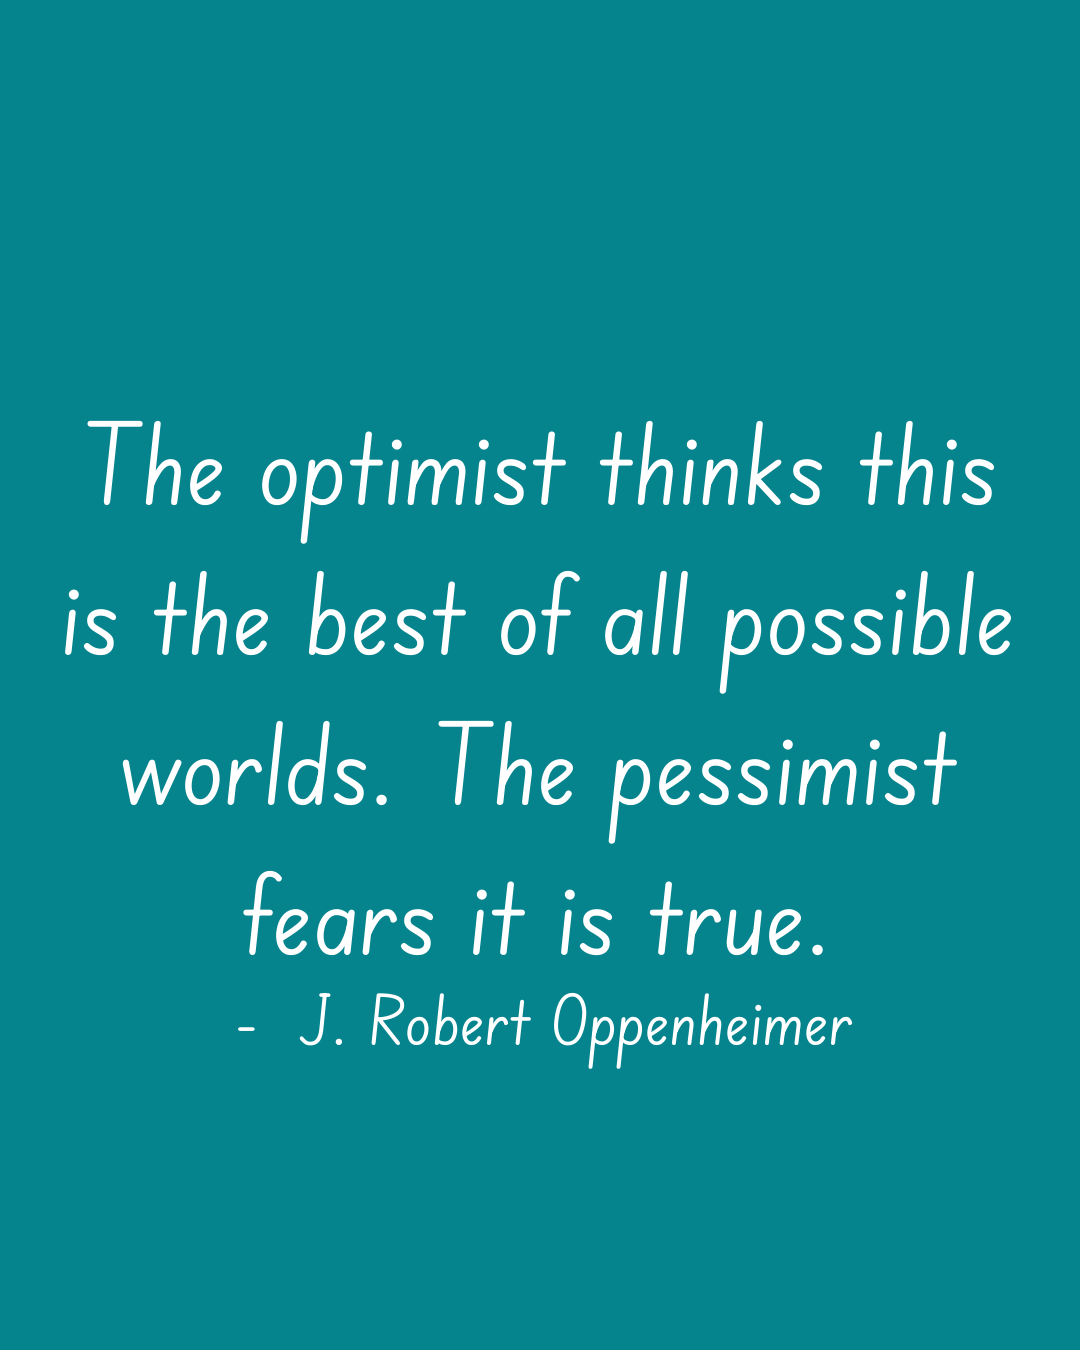 The optimist thinks this
is the best of all possible
worlds. The pessimist
fears it is true.
- J. Robert Oppenheimer